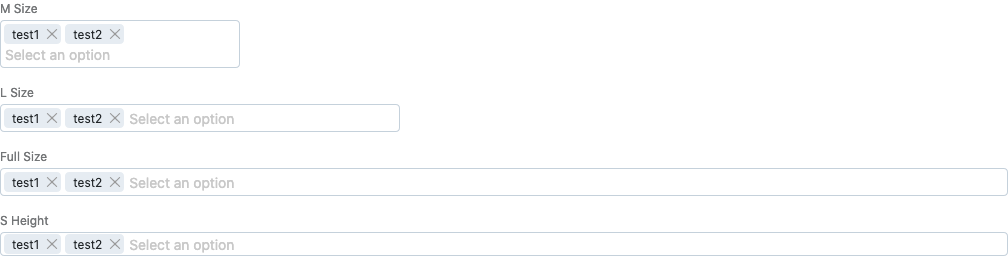 M Size
test1 test2
Select an option
L Size
test1 test2 Select an option
Full Size
test1 test2 Select an option
S Height
test1 test2 Select an option